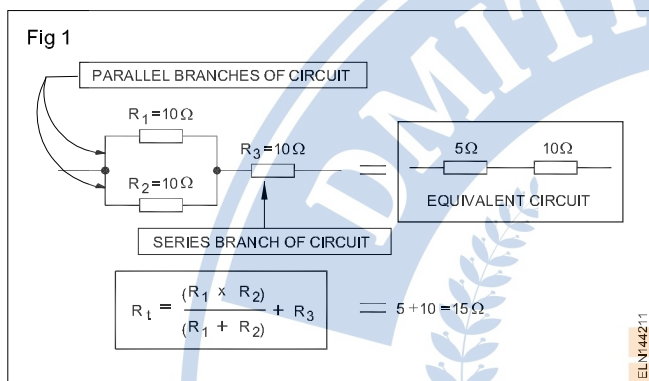 Fig 1
PARALLEL BRANCHES OF CIRCUIT
R1=10Ω
R2=10Ω
R3=10Ω
SERIES BRANCH OF CIRCUIT
=
5Ω 10Ω
EQUIVALENT CIRCUIT
Rt = (R1 x R2) / (R1 + R2) + R3 = 5+10=15Ω
DMIT
ELN144211